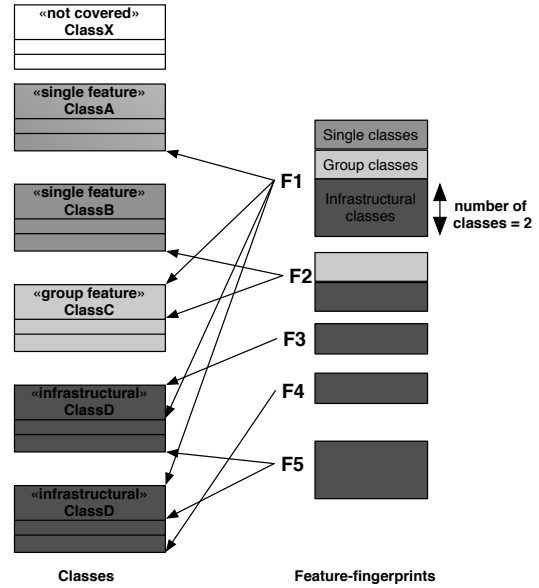 «not covered»
ClassX
«single feature»
ClassA
«single feature»
ClassB
«group feature»
ClassC
«infrastructural»
ClassD
«infrastructural»
ClassD
Classes
F1
F2
F3
F4
F5
Single classes
Group classes
Infrastructural
classes
number of
classes = 2
Feature-fingerprints